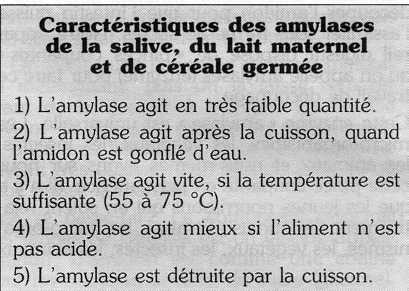 Caractéristiques des amylases
de la salive, du lait maternel
et de céréale germée
1) L'amylase agit en très faible quantité.
2) L'amylase agit après la cuisson, quand
l'amidon est gonflé d'eau.
3) L'amylase agit vite, si la température est
suffisante (55 à 75 °C).
4) L'amylase agit mieux si l'aliment n'est
pas acide.
5) L'amylase est détruite par la cuisson.